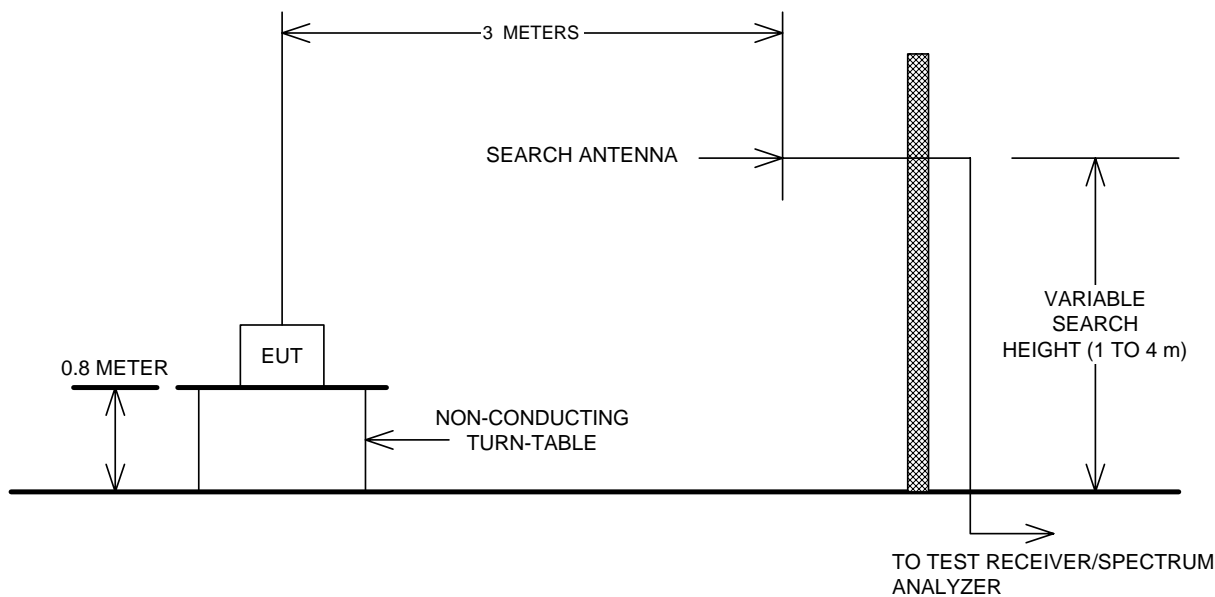 3 METERS
SEARCH ANTENNA
VARIABLE
SEARCH
HEIGHT (1 TO 4 m)
EUT
0.8 METER
NON-CONDUCTING
TURN-TABLE
TO TEST RECEIVER/SPECTRUM
ANALYZER